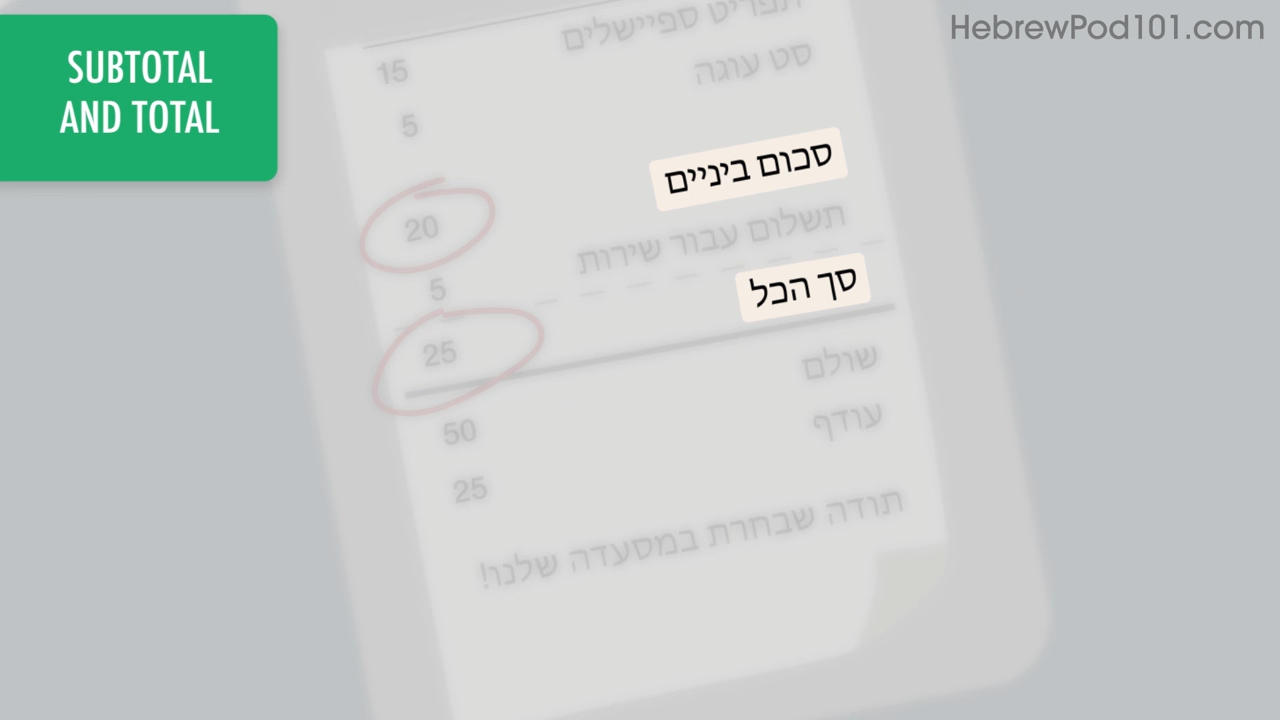 SUBTOTAL
AND TOTAL
HebrewPod101.com
תפריט ספיישלים 15
סט עוגה 5
סכום ביניים 20
תשלום עבור שירות 5
סך הכל 25
שולם 50
עודף 25
תודה שבחרת במסעדה שלנו!